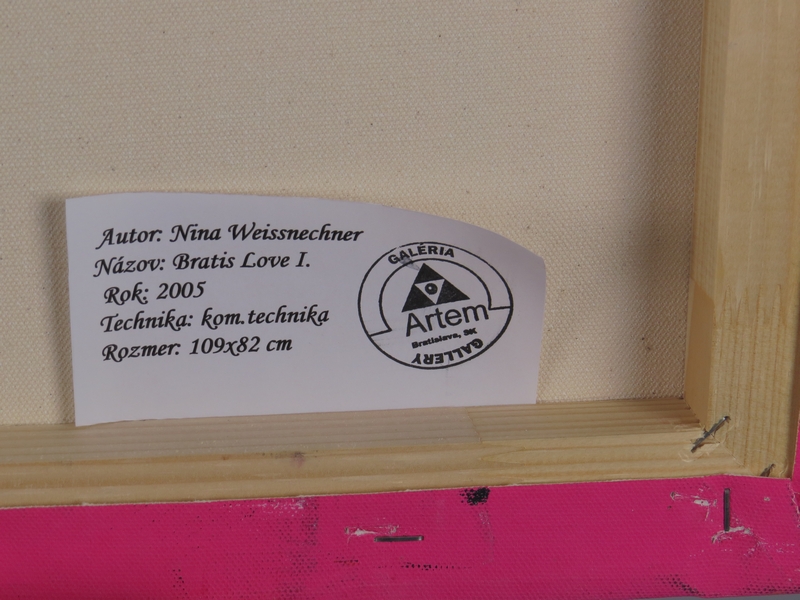 Autor: Nina Weissnechner
Názov: Bratis Love I.
Rok: 2005
Technika: kom.technika
Rozmer: 109x82 cm
GALÉRIA
Artem
Bratislava, SK
GALLERY